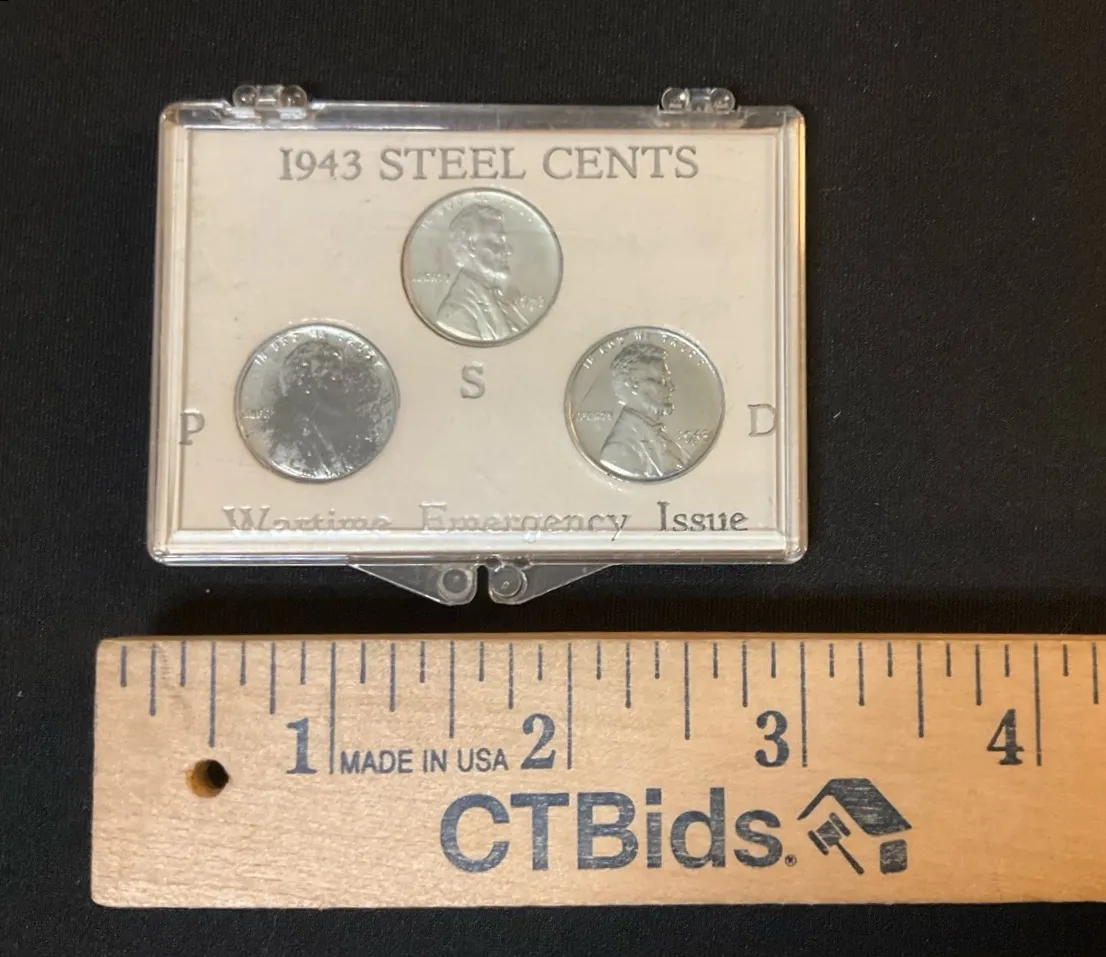 1943 STEEL CENTS
S
P
D
Wartime Emergency Issue
1 MADE IN USA 2 3 4
CTBids.